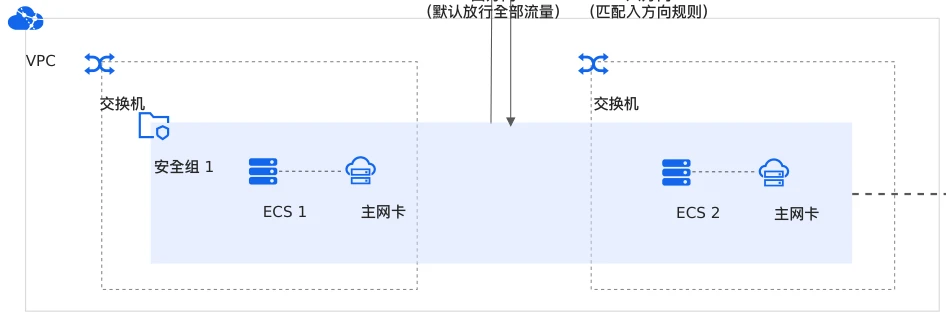 (默认放行全部流量)
(匹配入方向规则)
VPC
交换机
交换机
安全组 1
ECS 1
主网卡
ECS 2
主网卡